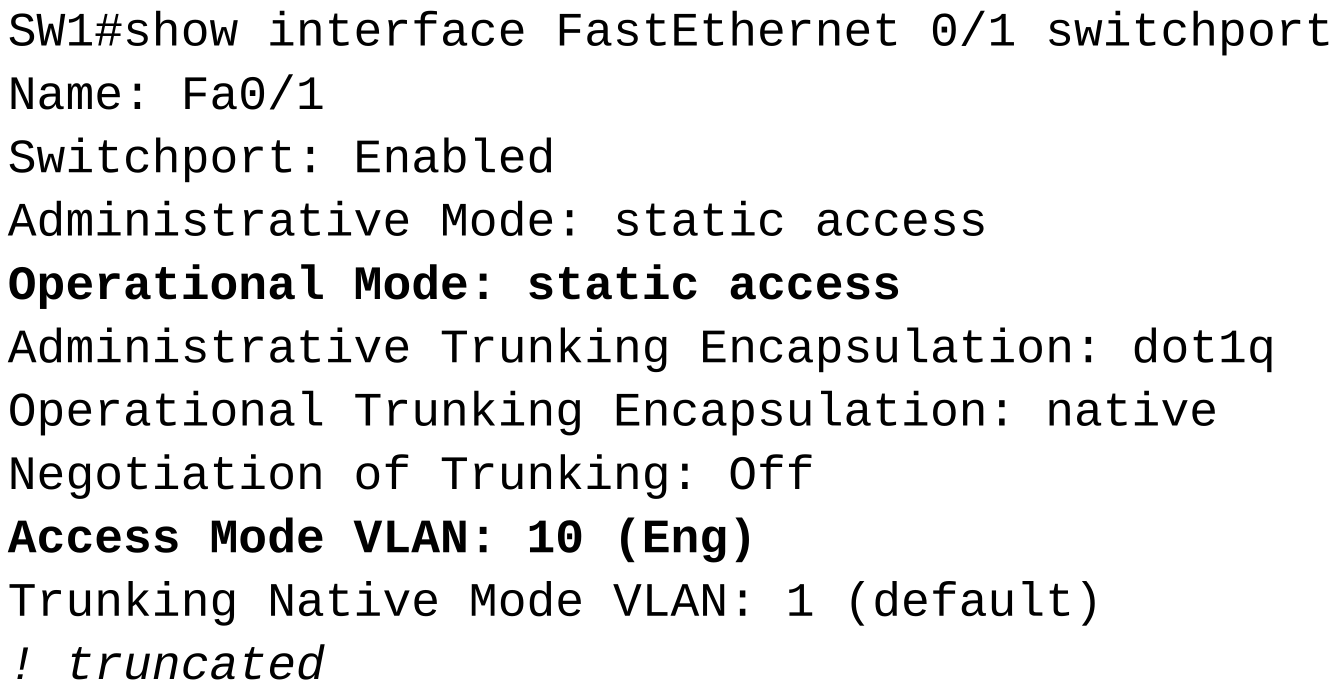 SW1#show interface FastEthernet 0/1 switchport
Name: Fa0/1
Switchport: Enabled
Administrative Mode: static access
Operational Mode: static access
Administrative Trunking Encapsulation: dot1q
Operational Trunking Encapsulation: native
Negotiation of Trunking: Off
Access Mode VLAN: 10 (Eng)
Trunking Native Mode VLAN: 1 (default)
! truncated